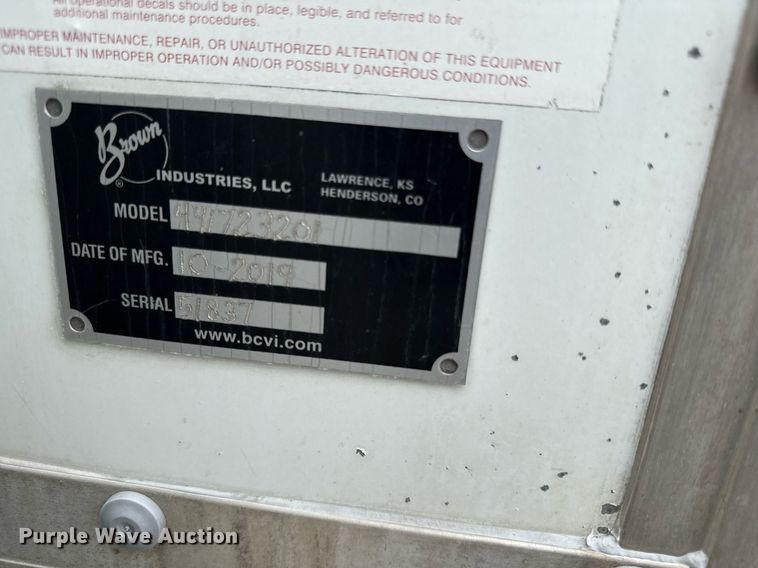 All operational decals should be in place, legible, and referred to for
additional maintenance procedures.
IMPROPER MAINTENANCE, REPAIR, OR UNAUTHORIZED ALTERATION OF THIS EQUIPMENT
CAN RESULT IN IMPROPER OPERATION AND/OR POSSIBLY DANGEROUS CONDITIONS.
Brown
®
INDUSTRIES, LLC
LAWRENCE, KS
HENDERSON, CO
MODEL 491723201
DATE OF MFG. 10-2019
SERIAL 51837
www.bcvi.com
Purple Wave Auction